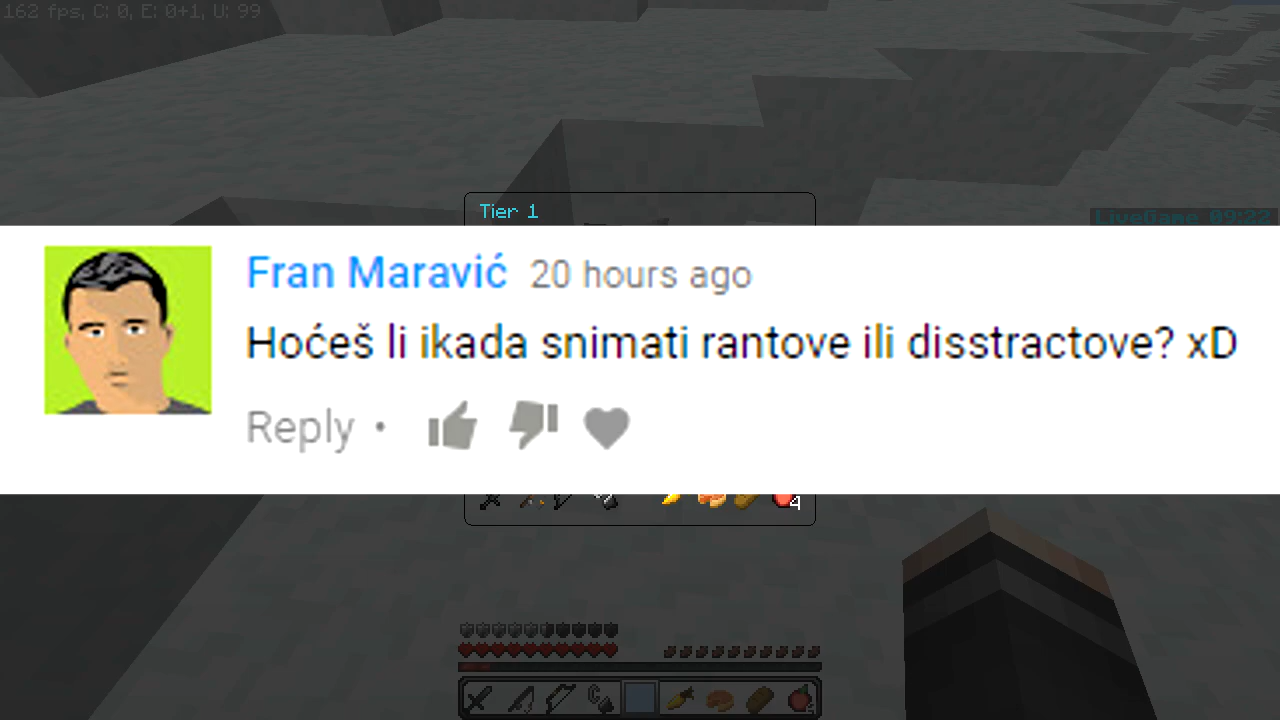 162 fps, C: 0, E: 0+1, U: 99
Tier 1
LiveGame 09:22
Fran Maravić 20 hours ago
Hoćeš li ikada snimati rantove ili disstractove? xD
Reply •
4